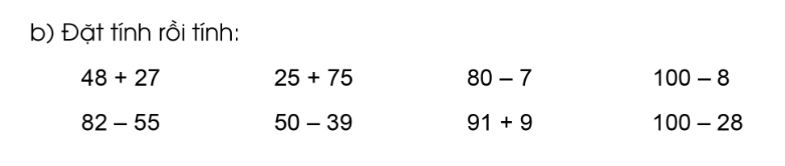 b) Đặt tính rồi tính:
48 + 27 25 + 75 80 – 7 100 – 8
82 – 55 50 – 39 91 + 9 100 – 28